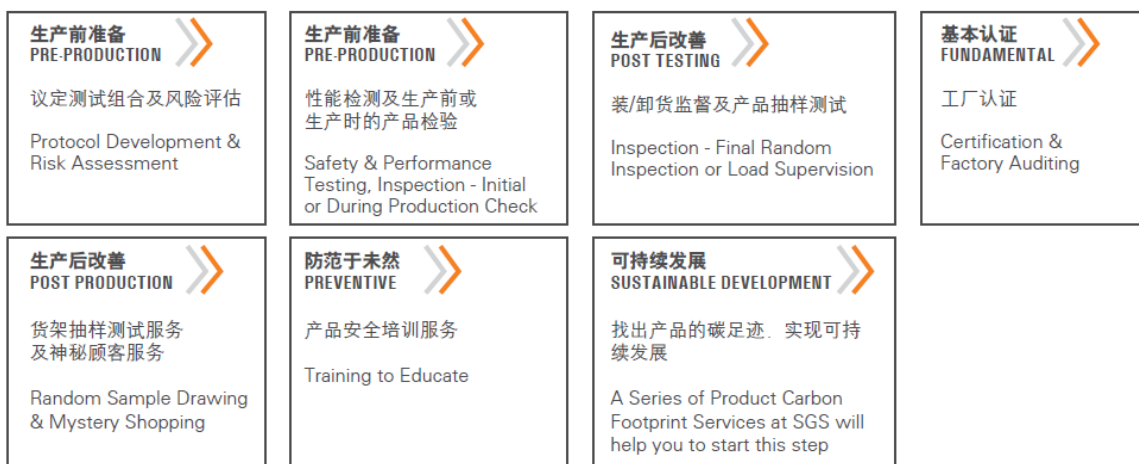 生产前准备
PRE-PRODUCTION
议定测试组合及风险评估
Protocol Development &
Risk Assessment
生产前准备
PRE-PRODUCTION
性能检测及生产前或
生产时的产品检验
Safety & Performance
Testing, Inspection - Initial
or During Production Check
生产后改善
POST TESTING
装/卸货监督及产品抽样测试
Inspection - Final Random
Inspection or Load Supervision
基本认证
FUNDAMENTAL
工厂认证
Certification &
Factory Auditing
生产后改善
POST PRODUCTION
货架抽样测试服务
及神秘顾客服务
Random Sample Drawing
& Mystery Shopping
防范于未然
PREVENTIVE
产品安全培训服务
Training to Educate
可持续发展
SUSTAINABLE DEVELOPMENT
找出产品的碳足迹．实现可持
续发展
A Series of Product Carbon
Footprint Services at SGS will
help you to start this step